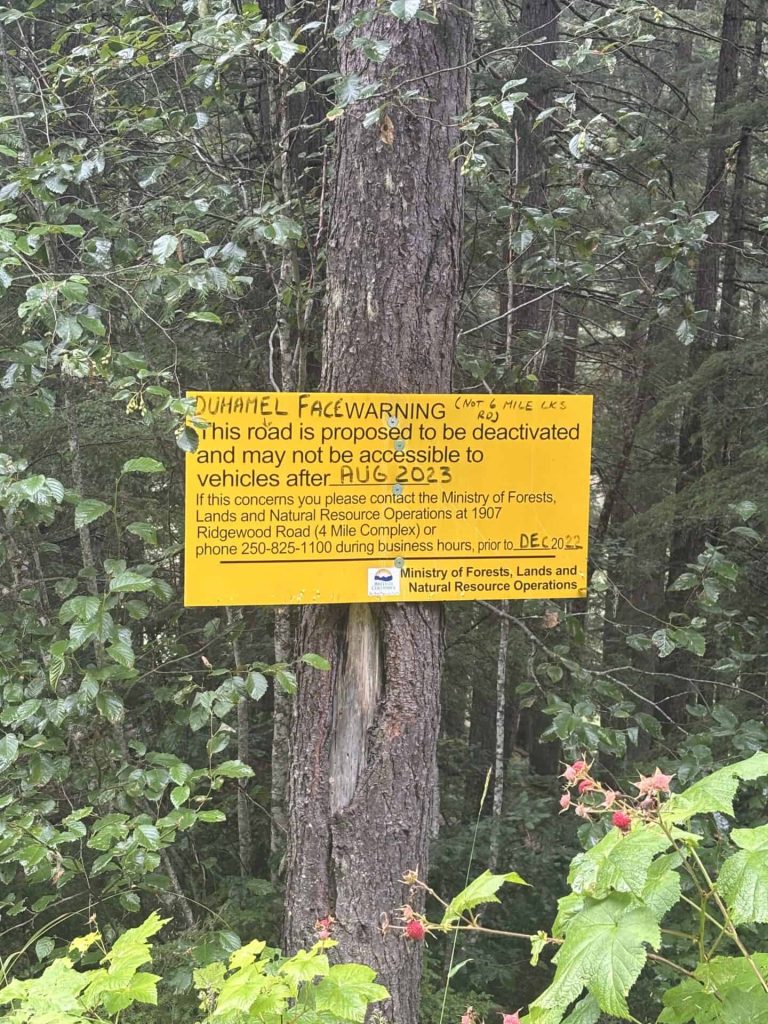 DUHAMEL FACE WARNING (NOT 6 MILE LKS RD)
This road is proposed to be deactivated
and may not be accessible to
vehicles after AUG 2023
If this concerns you please contact the Ministry of Forests,
Lands and Natural Resource Operations at 1907
Ridgewood Road (4 Mile Complex) or
phone 250-825-1100 during business hours, prior to DEC 2022
BRITISH
COLUMBIA
Ministry of Forests, Lands and
Natural Resource Operations